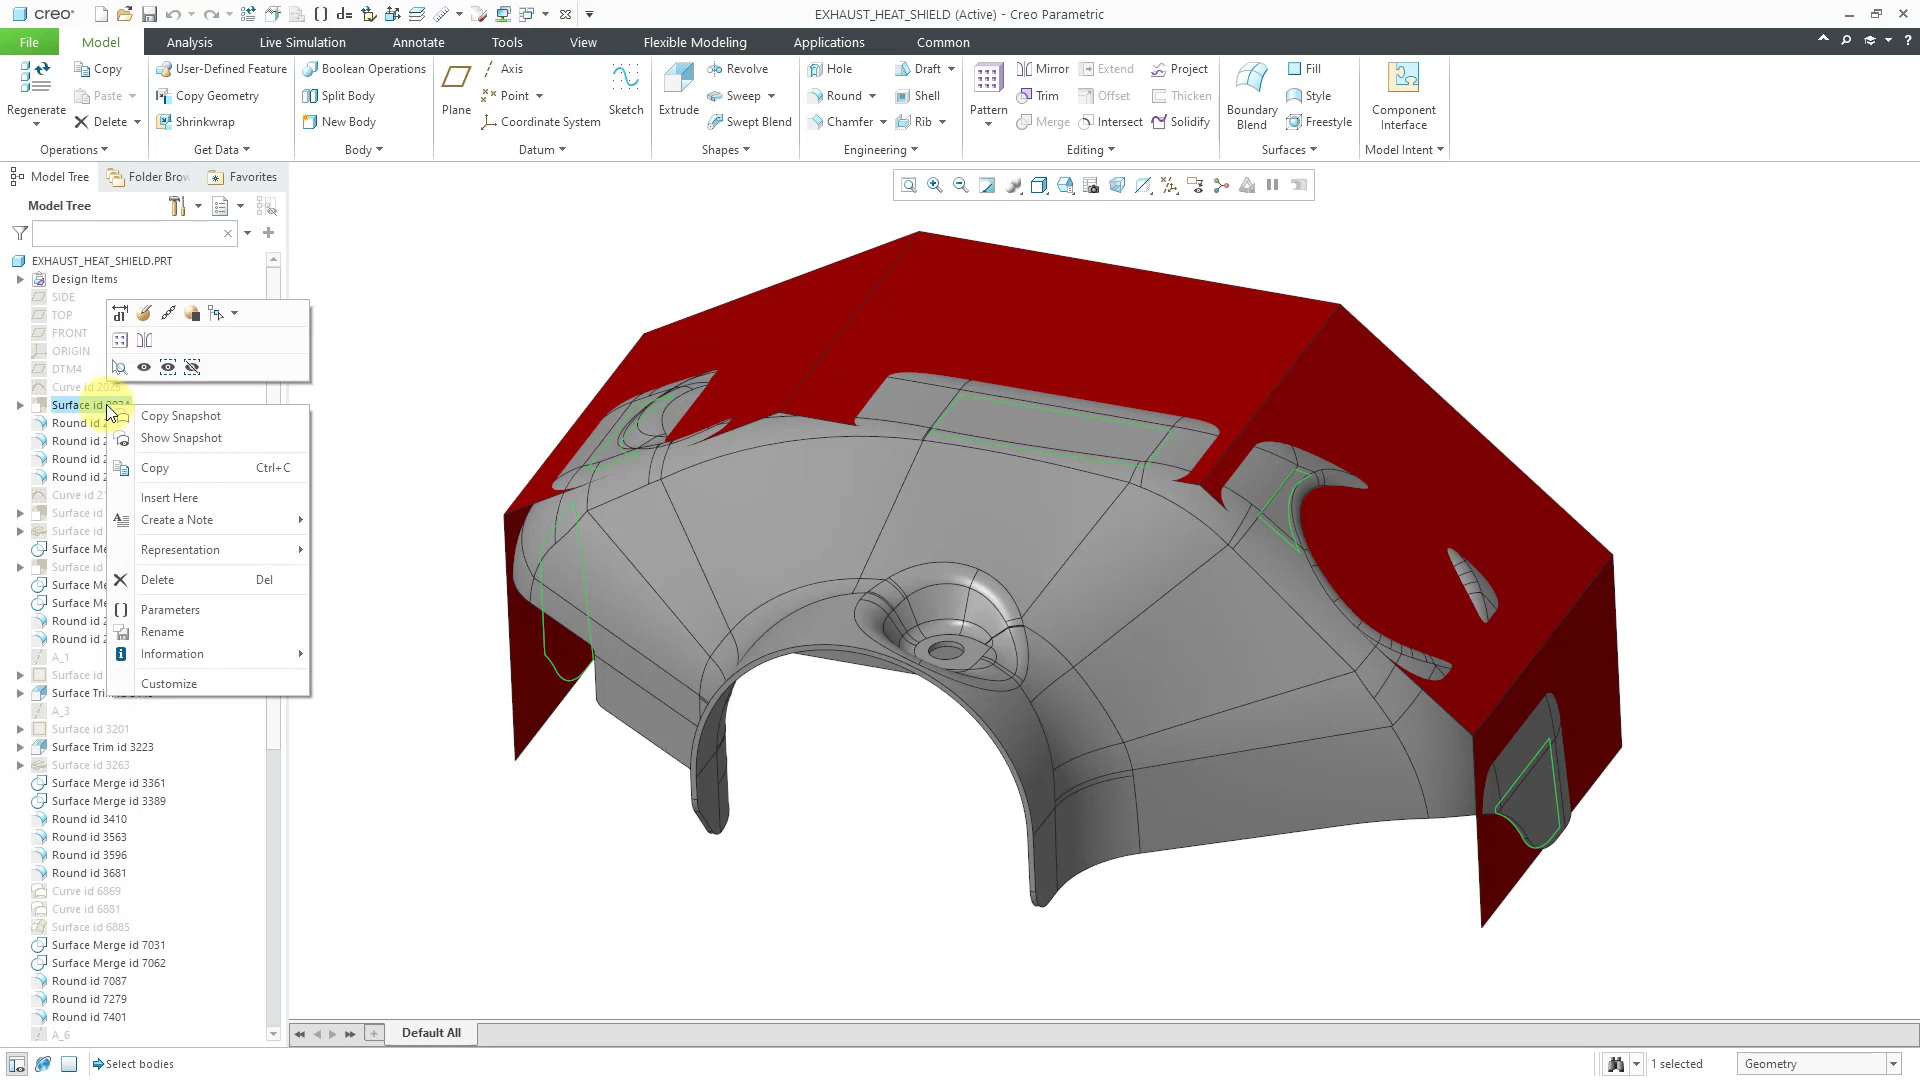 creo
EXHAUST_HEAT_SHIELD (Active) - Creo Parametric
File Model Analysis Live Simulation Annotate Tools View Flexible Modeling Applications Common
Regenerate
Copy
Paste
Delete
Operations
User-Defined Feature
Copy Geometry
Shrinkwrap
Get Data
Boolean Operations
Split Body
New Body
Body
Plane
Axis
Point
Coordinate System
Sketch
Datum
Extrude
Revolve
Sweep
Swept Blend
Shapes
Hole
Round
Chamfer
Draft
Shell
Rib
Engineering
Pattern
Mirror
Trim
Merge
Extend
Offset
Intersect
Project
Thicken
Solidify
Editing
Boundary
Blend
Fill
Style
Freestyle
Surfaces
Component
Interface
Model Intent
Model Tree
Folder Brow
Favorites
Model Tree
EXHAUST_HEAT_SHIELD.PRT
Design Items
SIDE
TOP
FRONT
ORIGIN
DTM4
Curve id 2025
Surface id
Round id 2
Round id 2
Round id 2
Round id 2
Curve id 21
Surface id
Surface id
Surface Me
Surface id
Surface Me
Surface Me
Round id 2
Round id 2
A_1
Surface id
Surface Trim
A_3
Surface id 3201
Surface Trim id 3223
Surface id 3263
Surface Merge id 3361
Surface Merge id 3389
Round id 3410
Round id 3563
Round id 3596
Round id 3681
Curve id 6869
Curve id 6881
Surface id 6885
Surface Merge id 7031
Surface Merge id 7062
Round id 7087
Round id 7279
Round id 7401
A_6
Copy Snapshot
Show Snapshot
Copy Ctrl+C
Insert Here
Create a Note
Representation
Delete Del
Parameters
Rename
Information
Customize
Default All
Select bodies
1 selected
Geometry